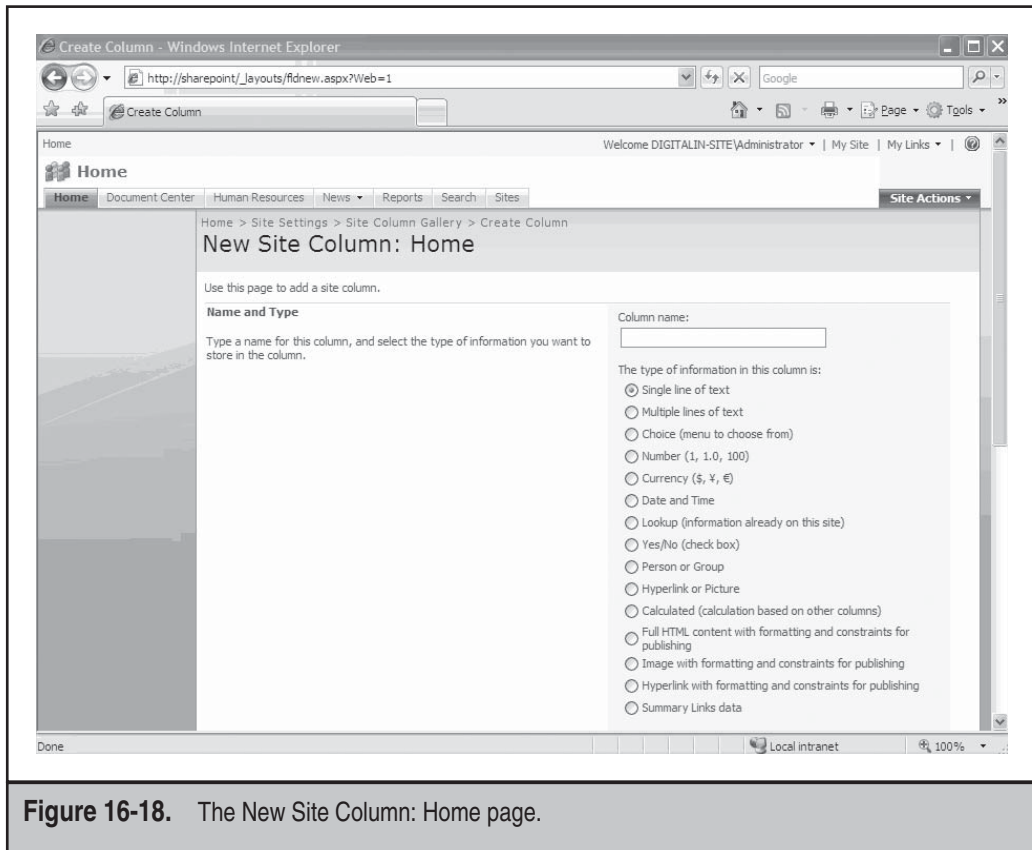 Create Column - Windows Internet Explorer
http://sharepoint/_layouts/fldnew.aspx?Web=1
Google
Create Column
Page
Tools
Home
Welcome DIGITALIN-SITE\Administrator | My Site | My Links |
Home
Home Document Center Human Resources News Reports Search Sites
Site Actions
Home > Site Settings > Site Column Gallery > Create Column
New Site Column: Home
Use this page to add a site column.
Name and Type
Type a name for this column, and select the type of information you want to
store in the column.
Column name:
The type of information in this column is:
Single line of text
Multiple lines of text
Choice (menu to choose from)
Number (1, 1.0, 100)
Currency ($, ¥, €)
Date and Time
Lookup (information already on this site)
Yes/No (check box)
Person or Group
Hyperlink or Picture
Calculated (calculation based on other columns)
Full HTML content with formatting and constraints for
publishing
Image with formatting and constraints for publishing
Hyperlink with formatting and constraints for publishing
Summary Links data
Done
Local intranet
100%
Figure 16-18. The New Site Column: Home page.